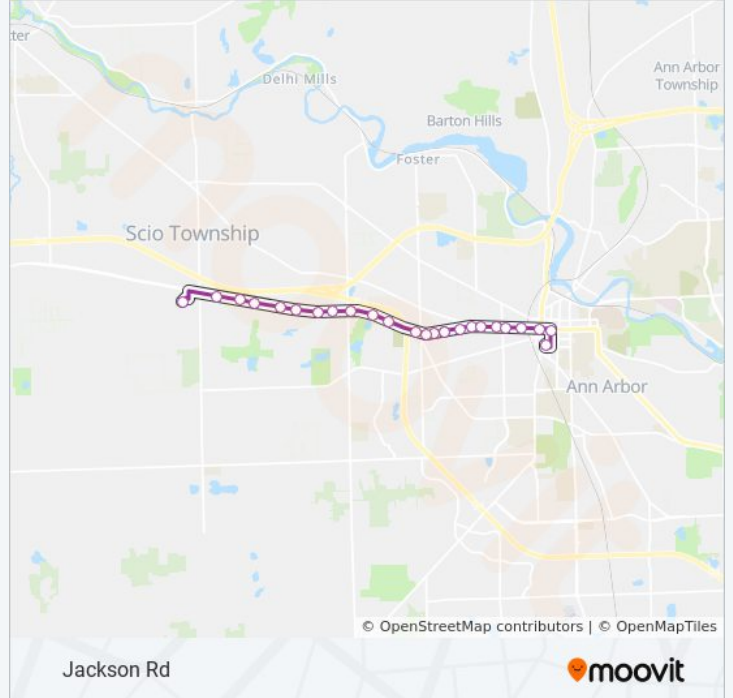 ter
Delhi Mills
Ann Arbor
Township
Barton Hills
Foster
Scio Township
Ann Arbor
© OpenStreetMap contributors | © OpenMapTiles
Jackson Rd
moovit